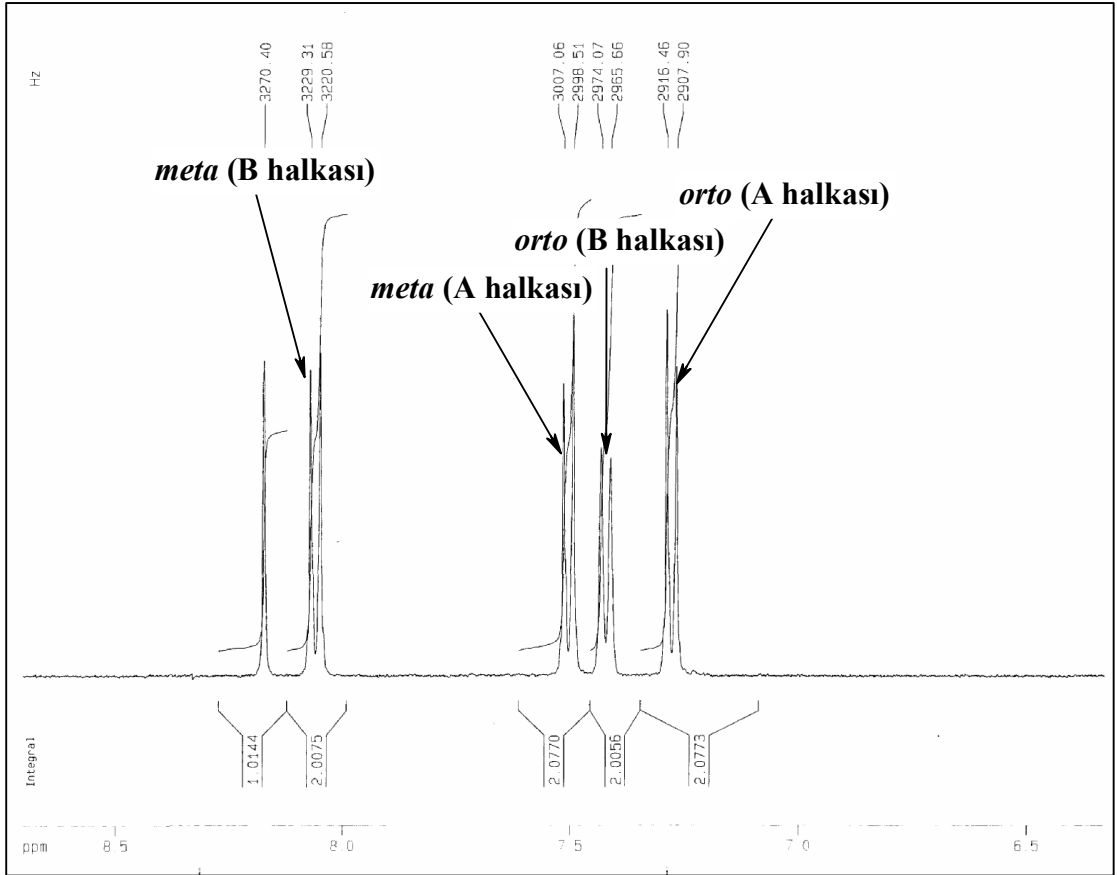 Hz
3270.40
3229.31
3220.58
3007.06
2998.51
2974.07
2965.66
2916.46
2907.90
meta (B halkası)
orto (A halkası)
orto (B halkası)
meta (A halkası)
Integral
1.0144
2.0075
2.0770
2.0056
2.0773
ppm
8.5
8.0
7.5
7.0
6.5